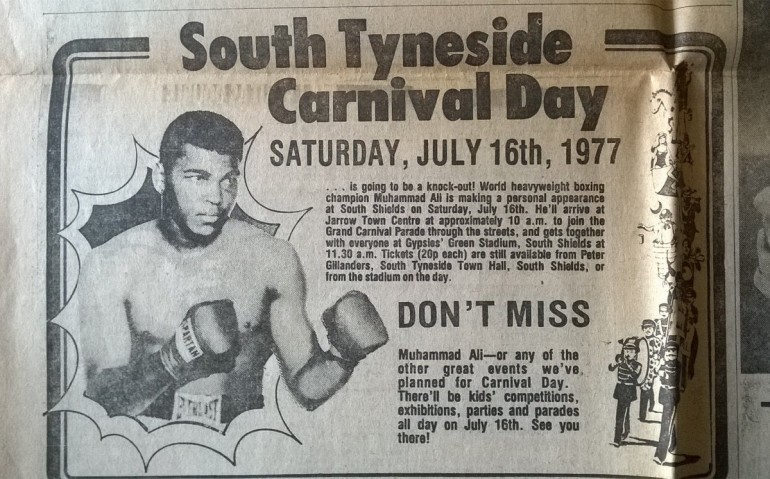 South Tyneside
Carnival Day
SATURDAY, JULY 16th, 1977
. . . . is going to be a knock-out! World heavyweight boxing
champion Muhammad Ali is making a personal appearance
at South Shields on Saturday, July 16th. He'll arrive at
Jarrow Town Centre at approximately 10 a.m. to join the
Grand Carnival Parade through the streets, and gets together
with everyone at Gypsies' Green Stadium, South Shields at
11.30 a.m. Tickets (20p each) are still available from Peter
Gillanders, South Tyneside Town Hall, South Shields, or
from the stadium on the day.
DON'T MISS
Muhammad Ali—or any of the
other great events we've
planned for Carnival Day.
There'll be kids' competitions,
exhibitions, parties and parades
all day on July 16th. See you
there!
SPARTAN
EVERLAST